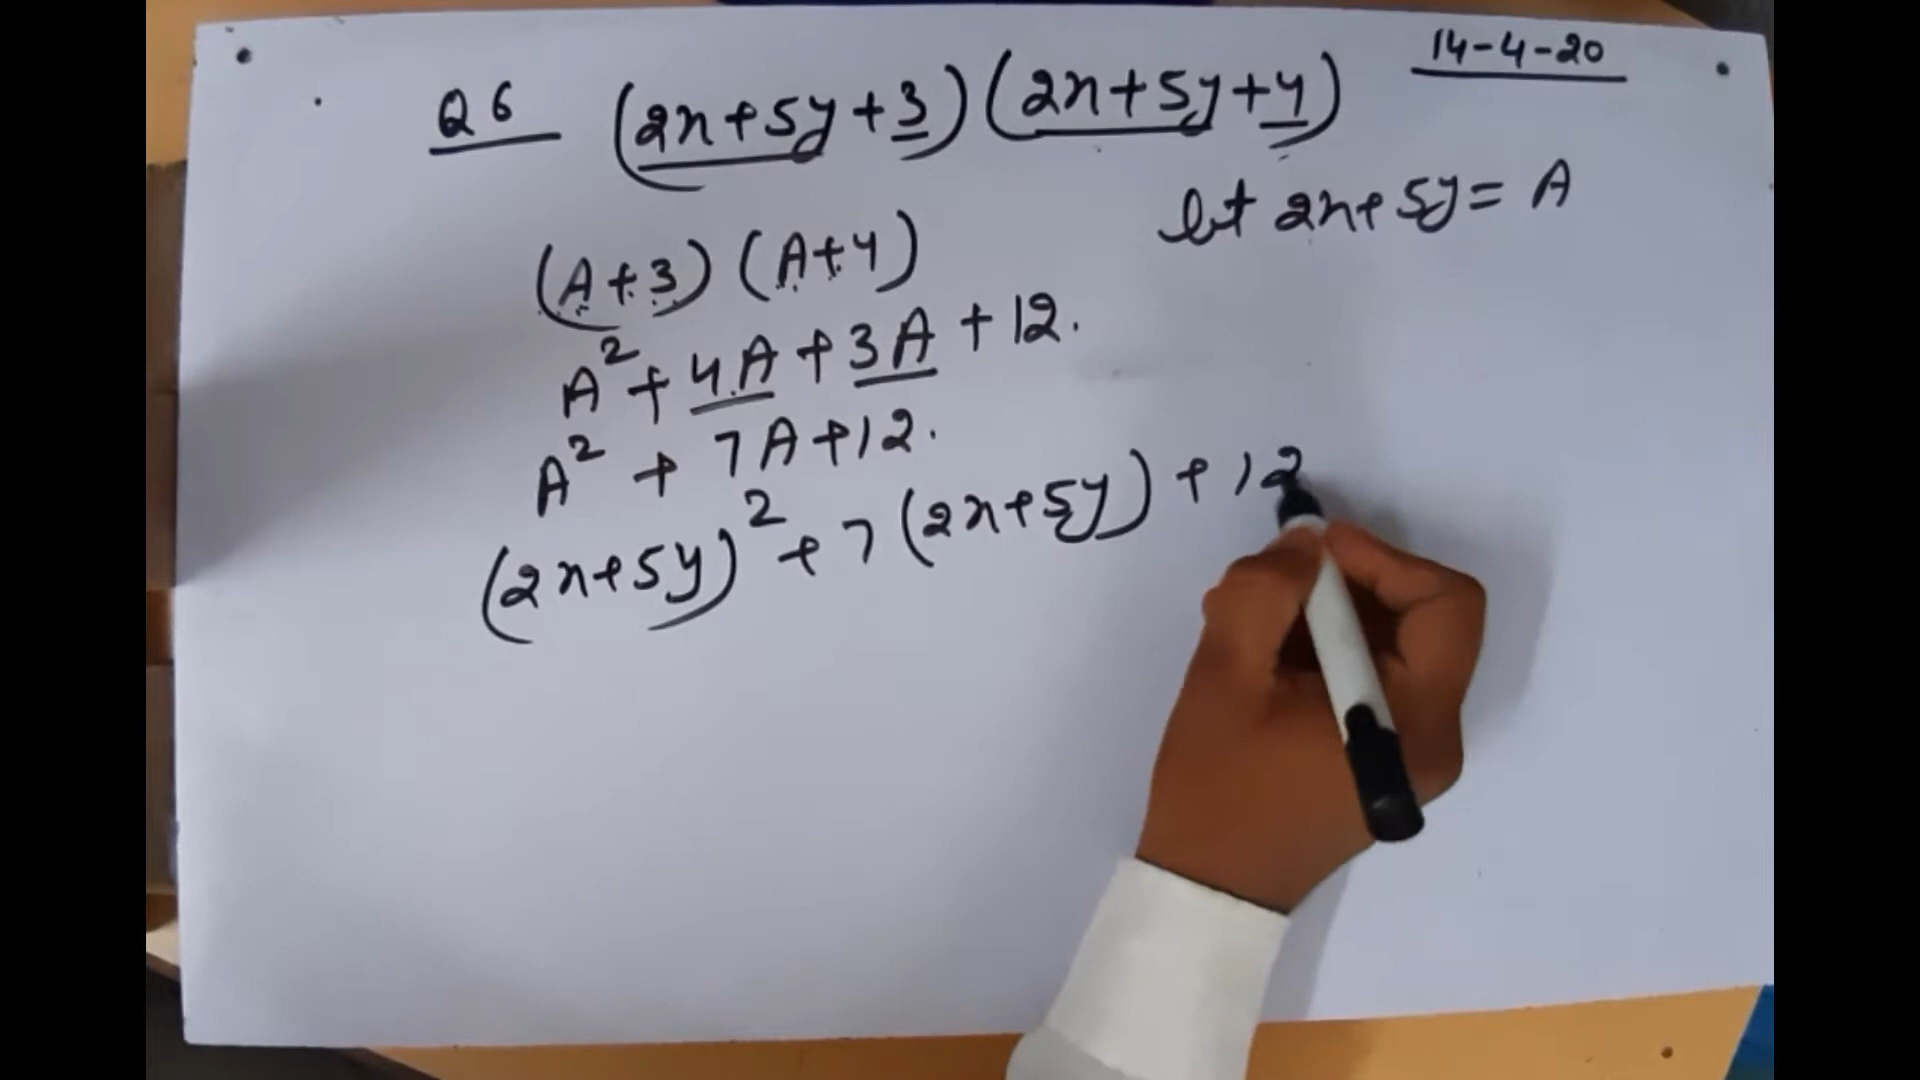 14-4-20
Q6 (2x+5y+3)(2x+5y+4)
let 2x+5y=A
(A+3)(A+4)
A²+4A+3A+12.
A²+7A+12.
(2x+5y)²+7(2x+5y)+12